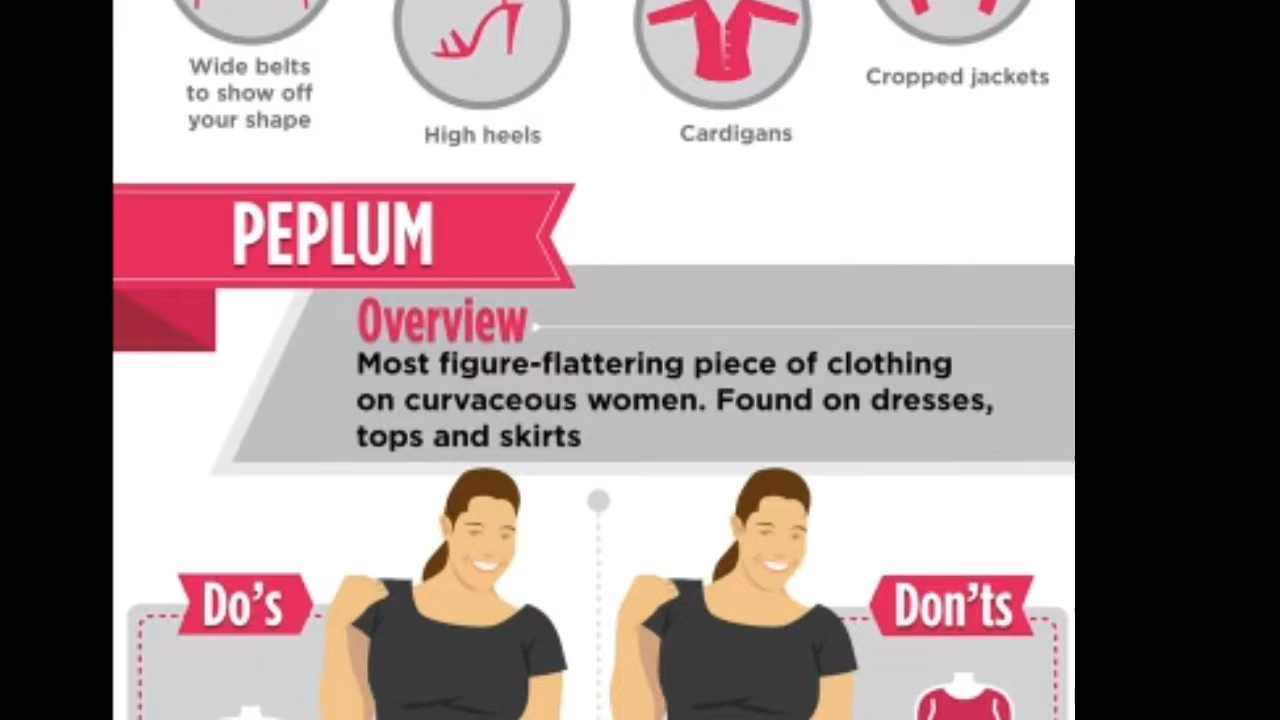 Wide belts
to show off
your shape
High heels
Cardigans
Cropped jackets
PEPLUM
Overview
Most figure-flattering piece of clothing
on curvaceous women. Found on dresses,
tops and skirts
Do's
Don'ts